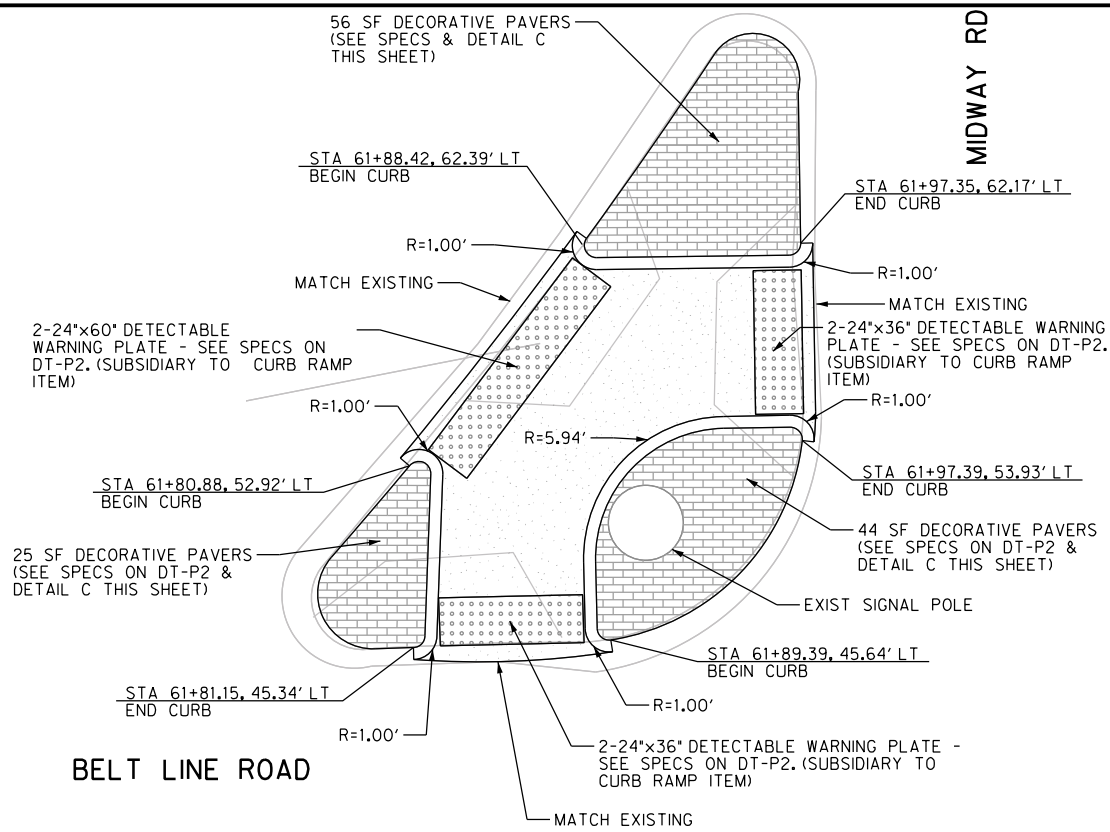 56 SF DECORATIVE PAVERS
(SEE SPECS & DETAIL C
THIS SHEET)
MIDWAY RD
STA 61+88.42, 62.39' LT
BEGIN CURB
STA 61+97.35, 62.17' LT
END CURB
R=1.00'
R=1.00'
MATCH EXISTING
MATCH EXISTING
2-24"x60" DETECTABLE
WARNING PLATE - SEE SPECS ON
DT-P2. (SUBSIDIARY TO CURB RAMP
ITEM)
2-24"x36" DETECTABLE WARNING
PLATE - SEE SPECS ON DT-P2.
(SUBSIDIARY TO CURB RAMP
ITEM)
R=1.00'
R=1.00'
R=5.94'
STA 61+80.88, 52.92' LT
BEGIN CURB
STA 61+97.39, 53.93' LT
END CURB
25 SF DECORATIVE PAVERS
(SEE SPECS ON DT-P2 &
DETAIL C THIS SHEET)
44 SF DECORATIVE PAVERS
(SEE SPECS ON DT-P2 &
DETAIL C THIS SHEET)
EXIST SIGNAL POLE
STA 61+89.39, 45.64' LT
BEGIN CURB
STA 61+81.15, 45.34' LT
END CURB
R=1.00'
R=1.00'
BELT LINE ROAD
2-24"x36" DETECTABLE WARNING PLATE -
SEE SPECS ON DT-P2. (SUBSIDIARY TO
CURB RAMP ITEM)
MATCH EXISTING